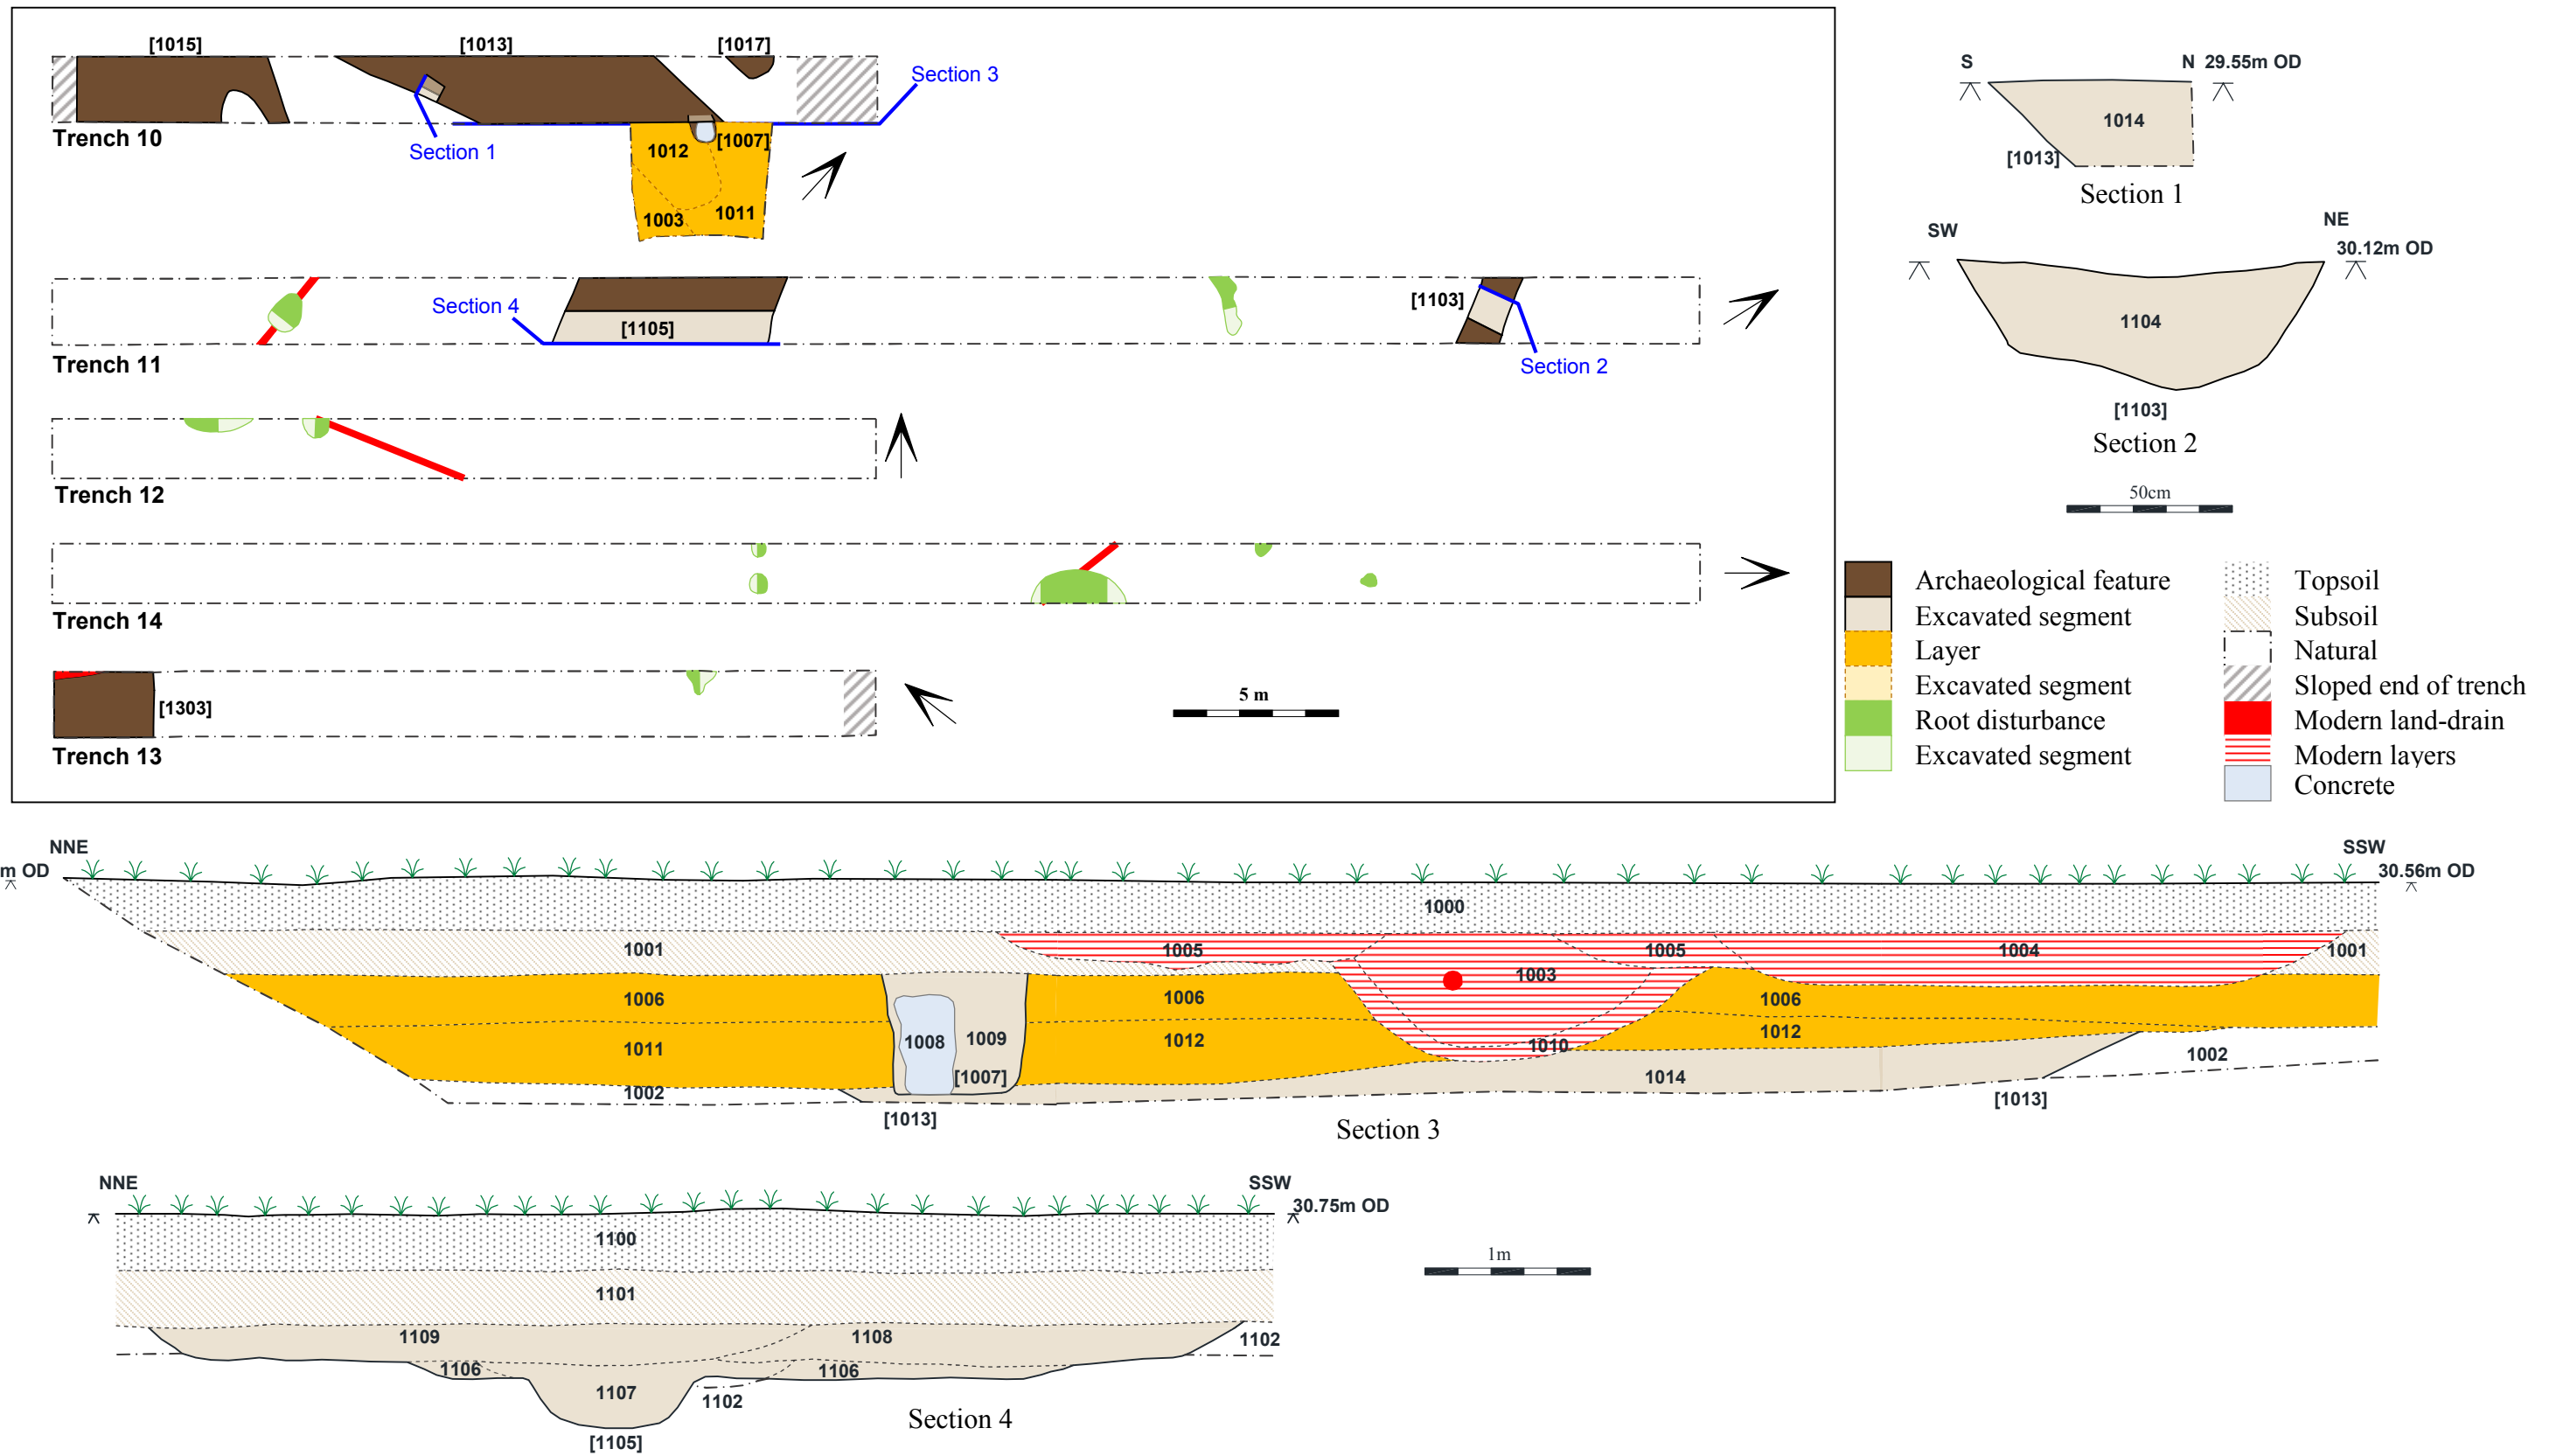 [1015]
[1013]
[1017]
Section 3
Trench 10
Section 1
1012
[1007]
1003
1011
Section 4
[1105]
[1103]
Section 2
Trench 11
Trench 12
Trench 14
[1303]
5 m
Trench 13
S
N 29.55m OD
1014
[1013]
Section 1
SW
NE
30.12m OD
1104
[1103]
Section 2
50cm
Archaeological feature
Excavated segment
Layer
Excavated segment
Root disturbance
Excavated segment
Topsoil
Subsoil
Natural
Sloped end of trench
Modern land-drain
Modern layers
Concrete
NNE
m OD
SSW
30.56m OD
1000
1001
1005
1005
1004
1001
1003
1006
1006
1006
1008
1009
1011
1012
1012
1010
1002
[1007]
1014
1002
[1013]
[1013]
Section 3
NNE
SSW
30.75m OD
1100
1101
1109
1108
1102
1106
1106
1107
1102
[1105]
Section 4
1m